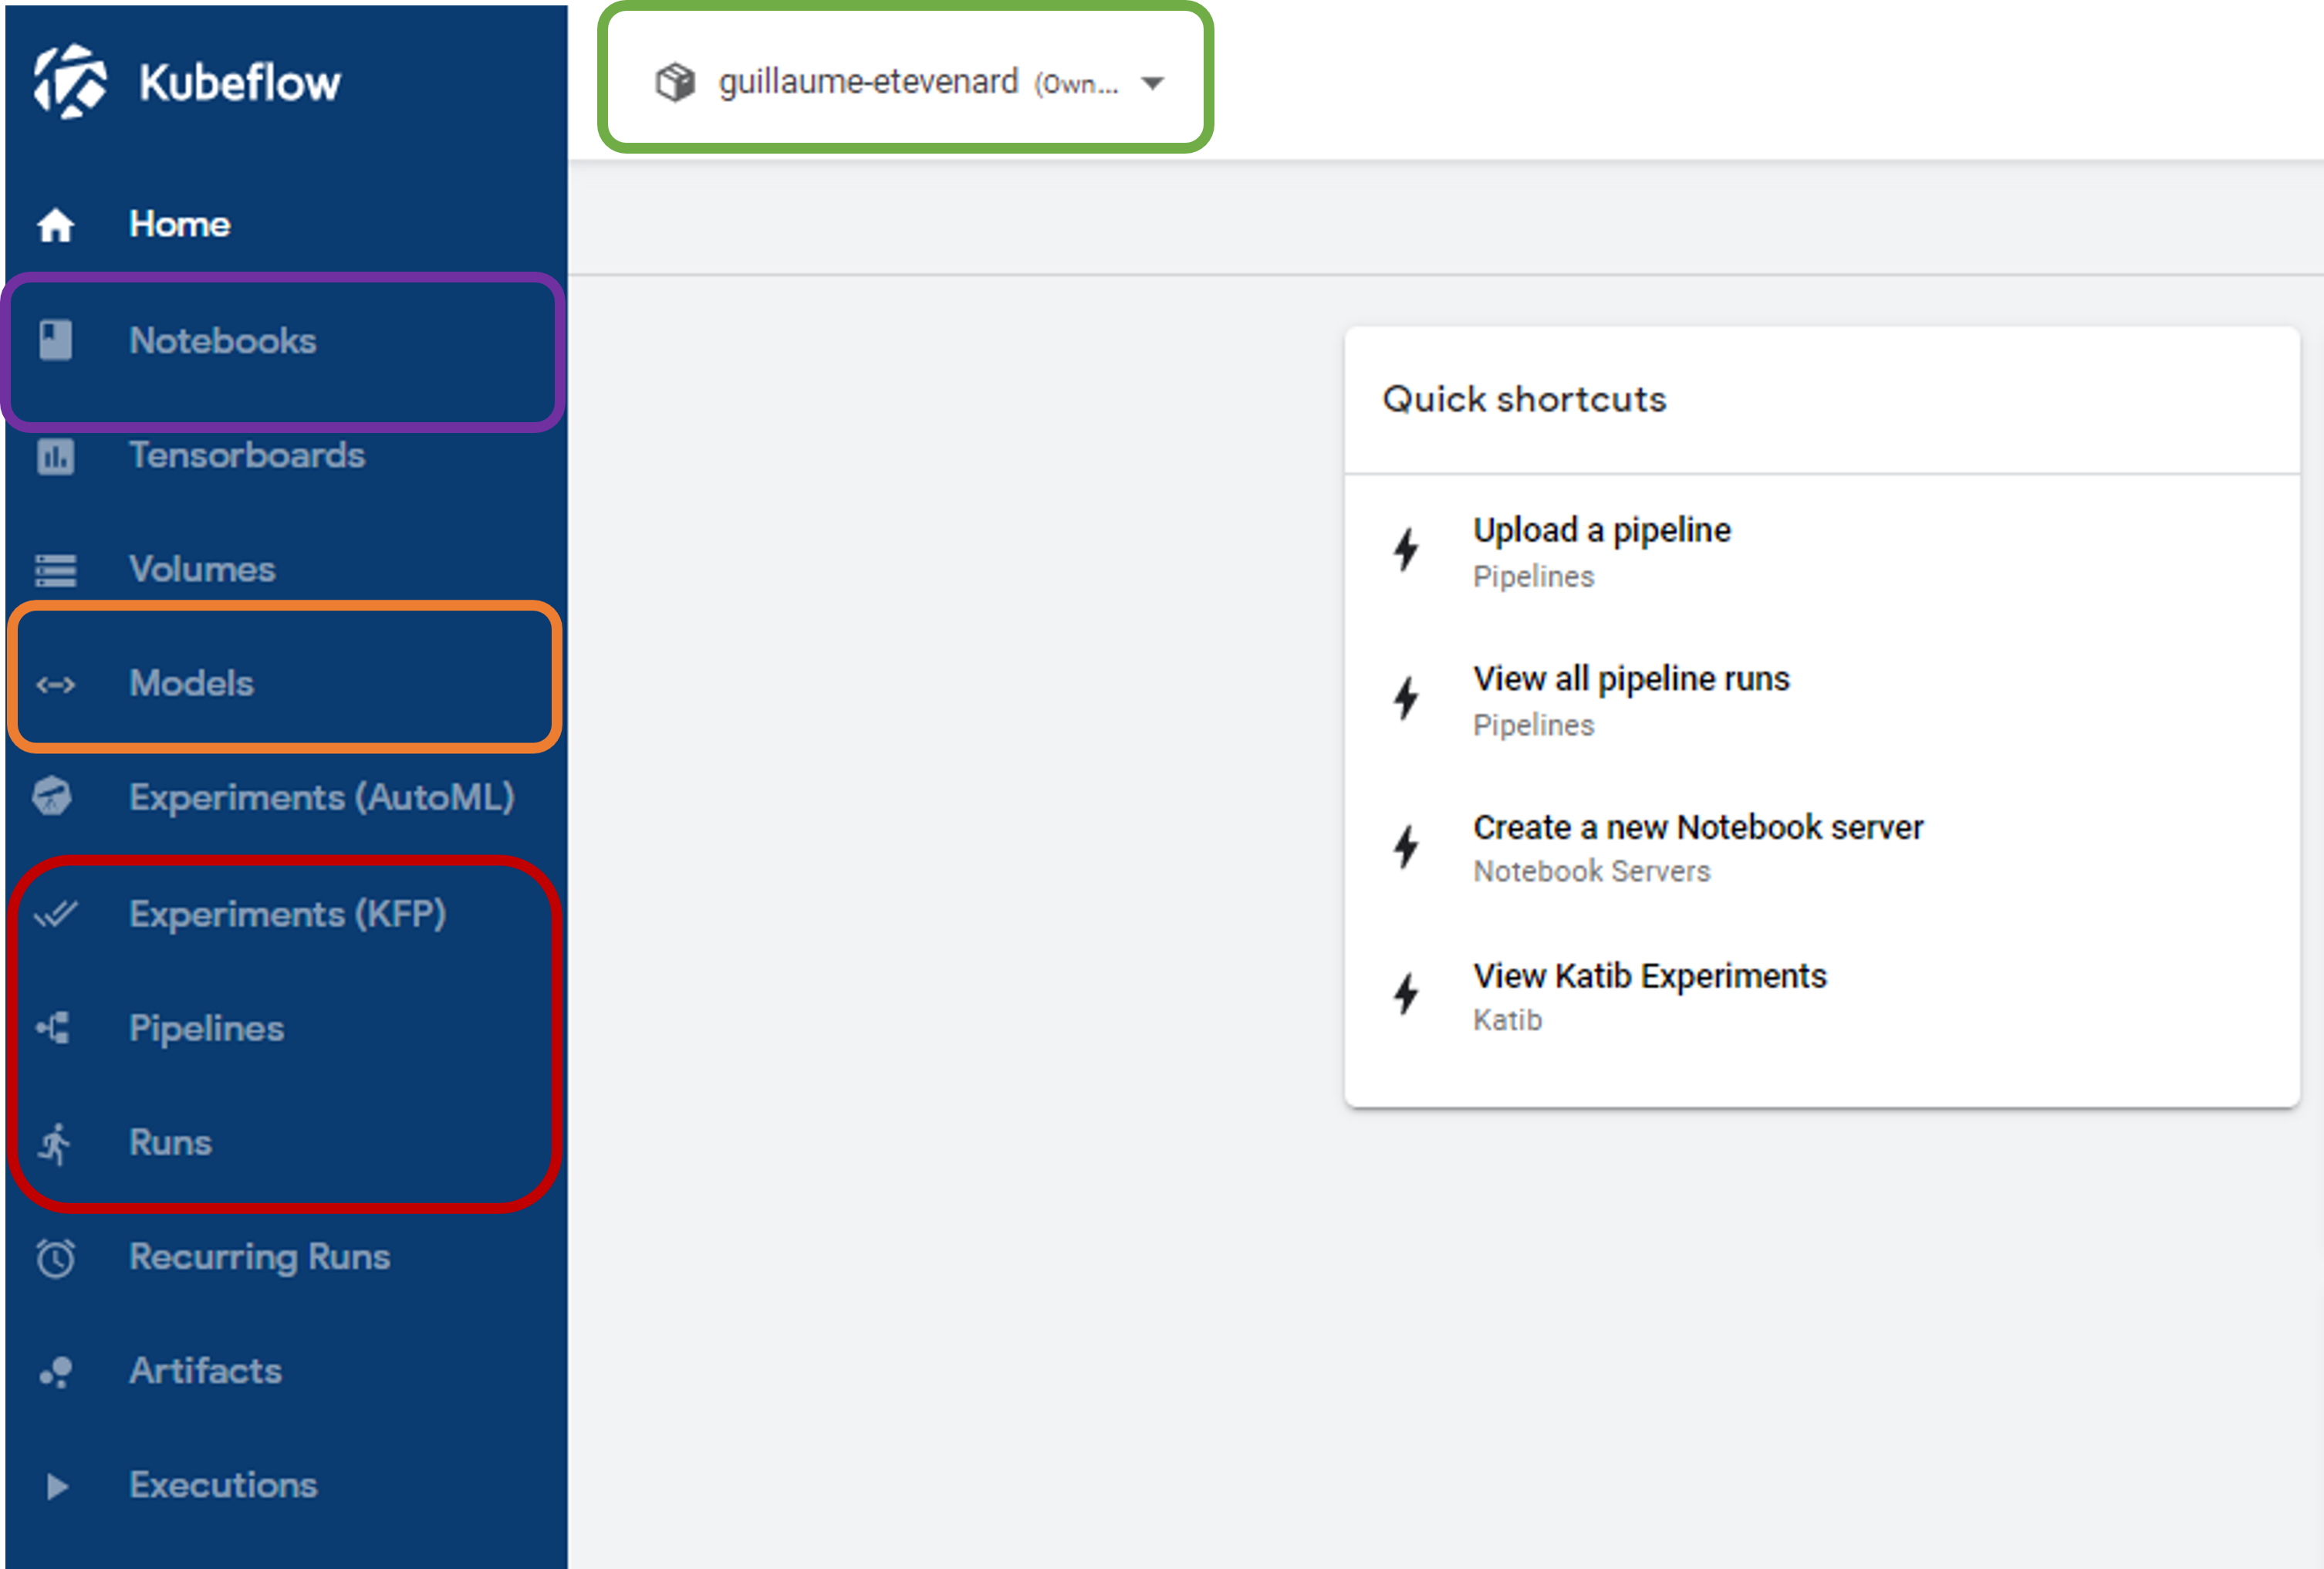 Kubeflow
guillaume-etevenard (Own...
Home
Notebooks
Tensorboards
Volumes
Models
Experiments (AutoML)
Experiments (KFP)
Pipelines
Runs
Recurring Runs
Artifacts
Executions
Quick shortcuts
Upload a pipeline
Pipelines
View all pipeline runs
Pipelines
Create a new Notebook server
Notebook Servers
View Katib Experiments
Katib